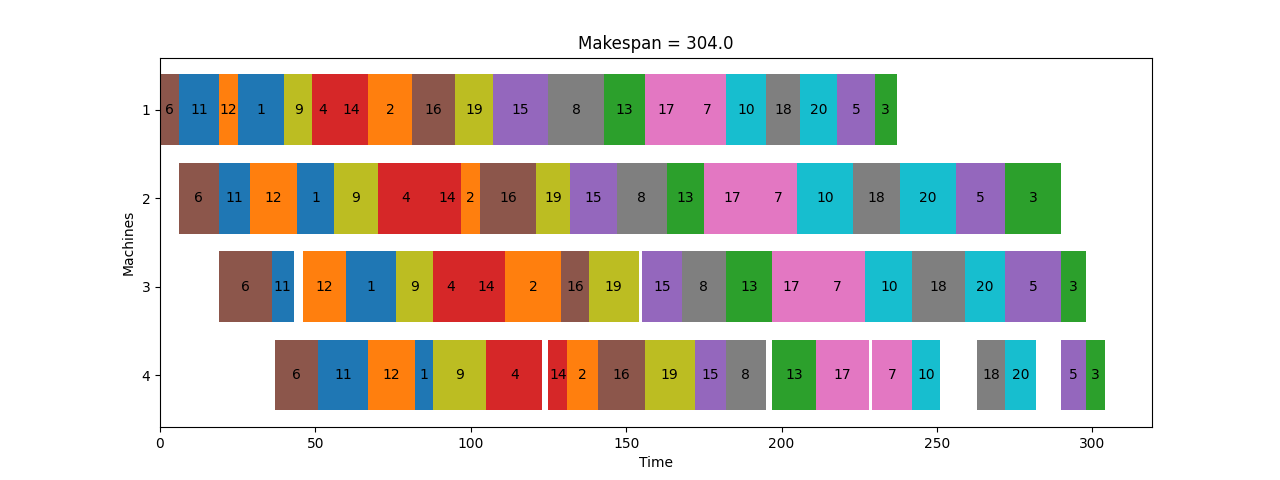 Makespan = 304.0
1 6 11 12 1 9 4 14 2 16 19 15 8 13 17 7 10 18 20 5 3
2 6 11 12 1 9 4 14 2 16 19 15 8 13 17 7 10 18 20 5 3
3 6 11 12 1 9 4 14 2 16 19 15 8 13 17 7 10 18 20 5 3
4 6 11 12 1 9 4 14 2 16 19 15 8 13 17 7 10 18 20 5 3
Machines
0 50 100 150 200 250 300
Time